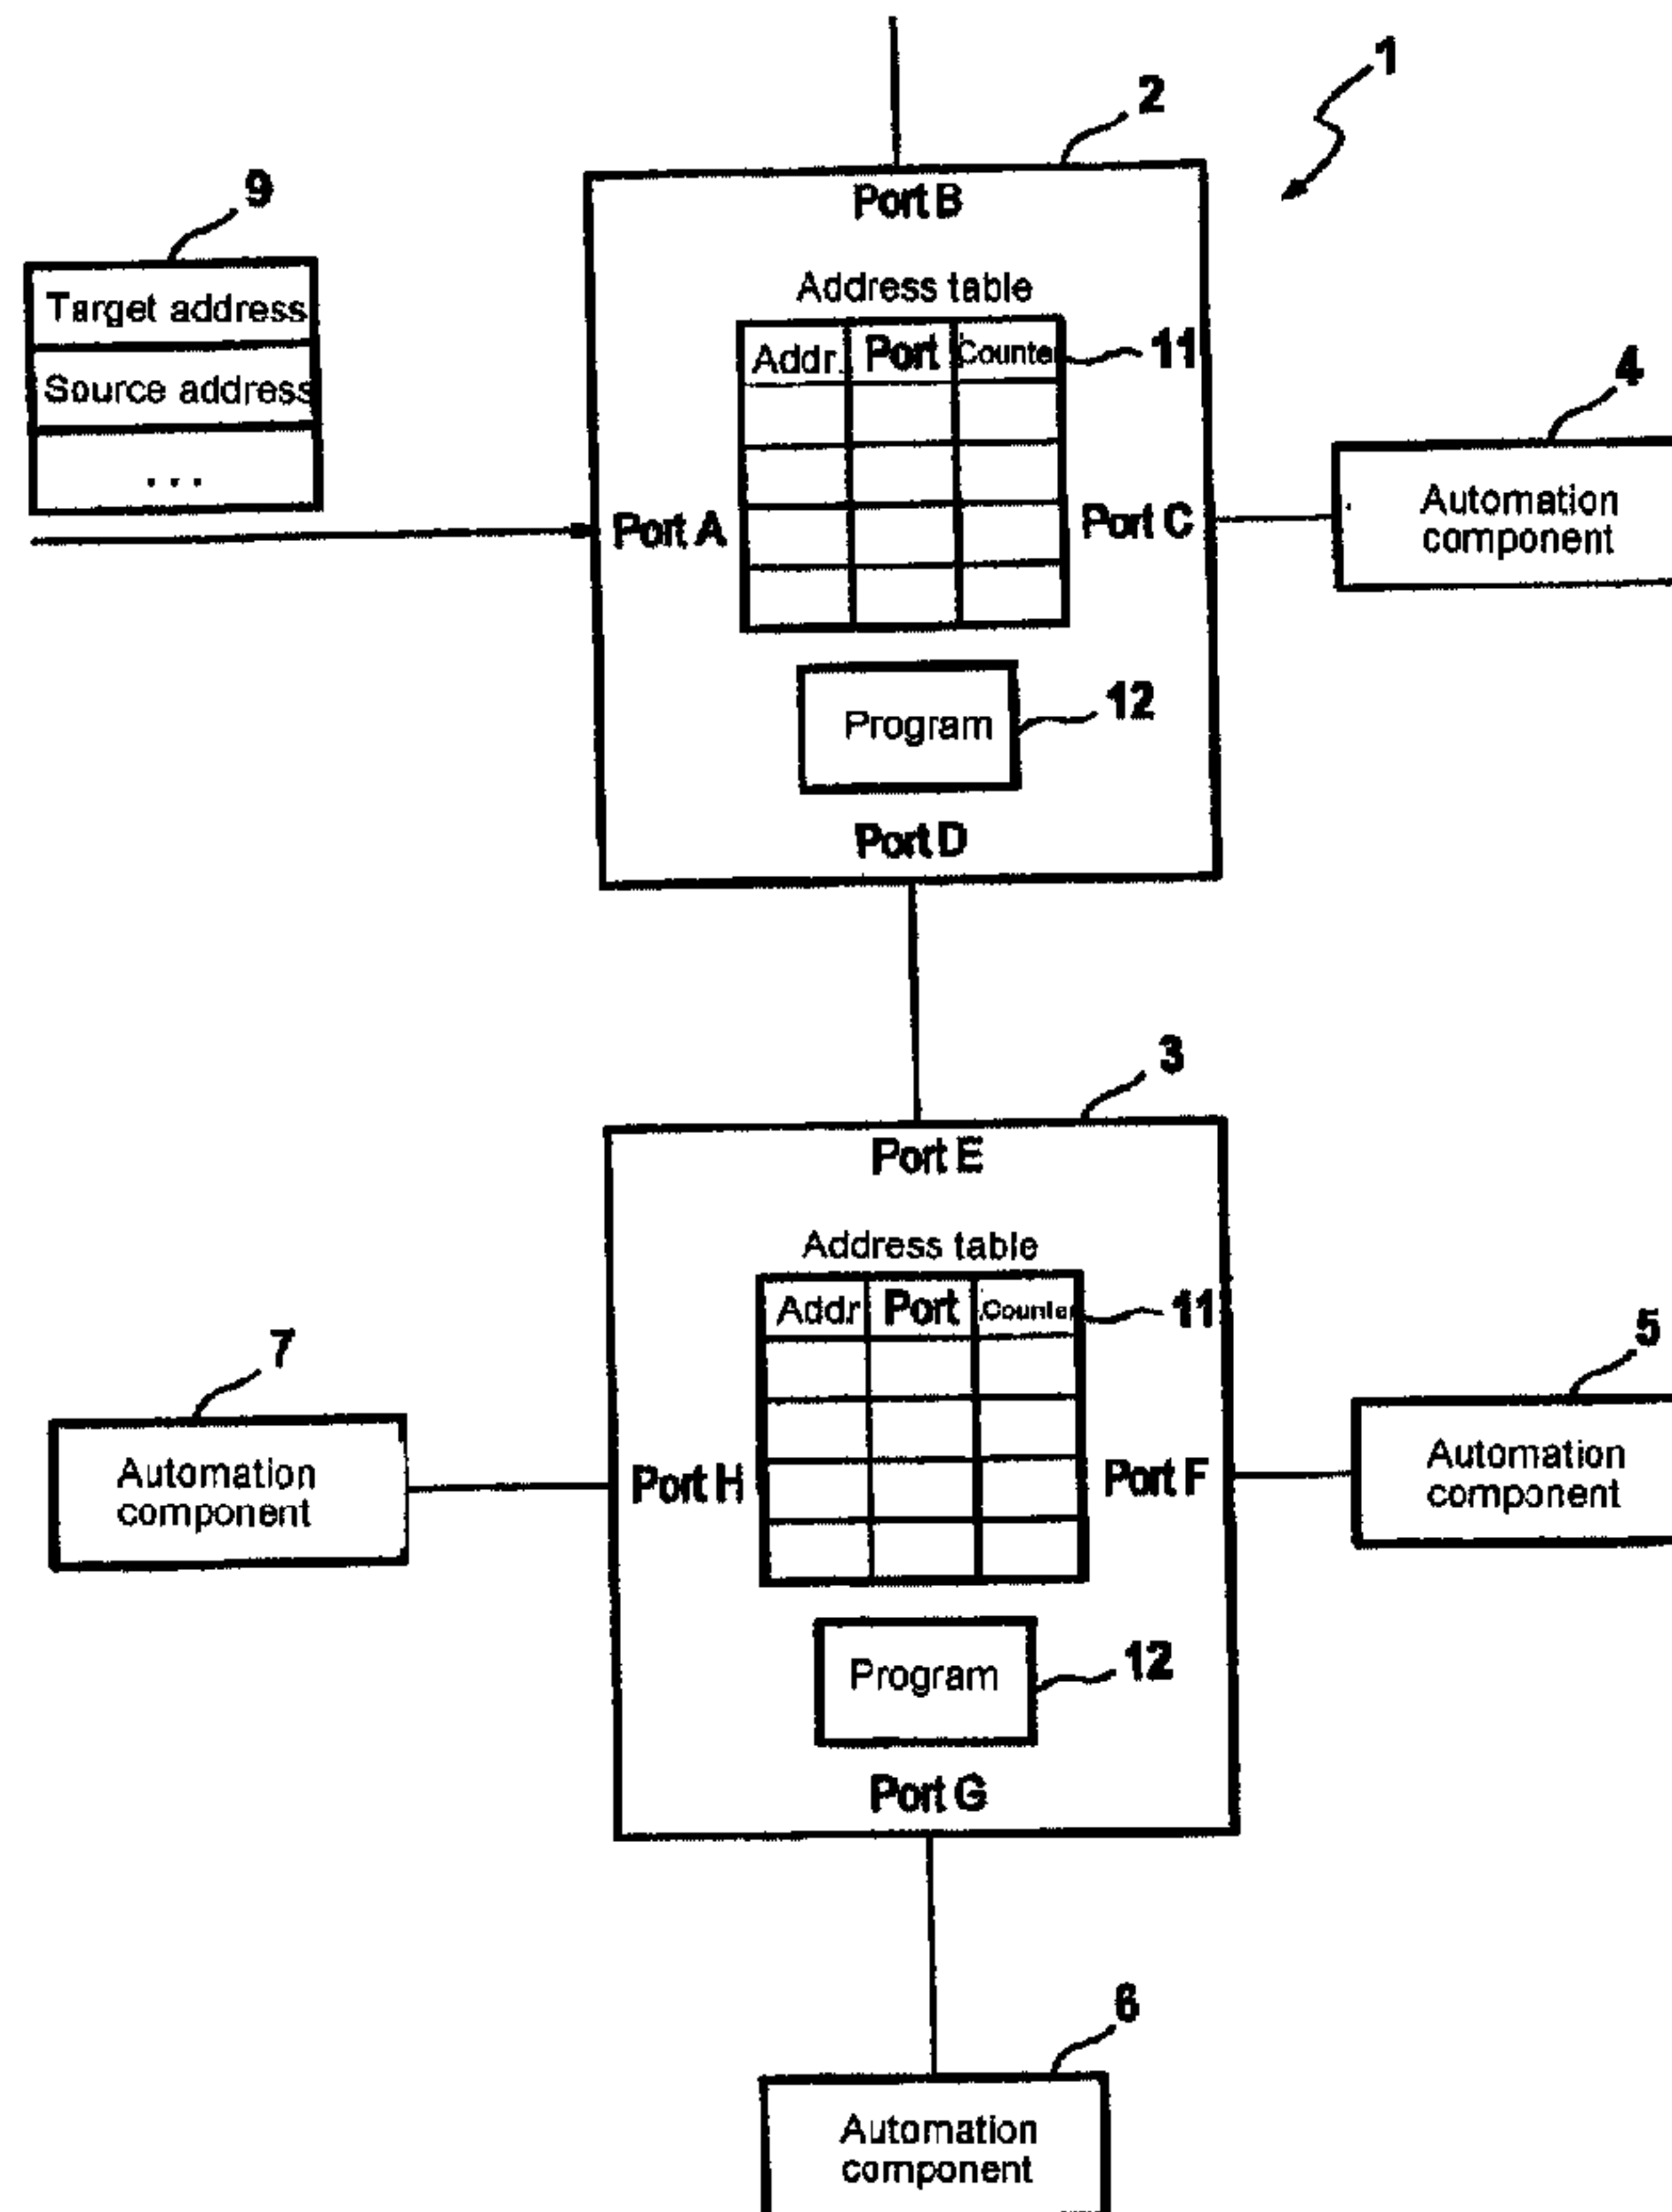 1
2
Port B
9
Target address
Source address
...
Address table
Addr. Port Counter
11
4
Automation
component
Port A
Port C
Program
12
Port D
3
Port E
Address table
Addr Port Counter
11
7
Automation
component
5
Automation
component
Port H
Port F
Program
12
Port G
6
Automation
component